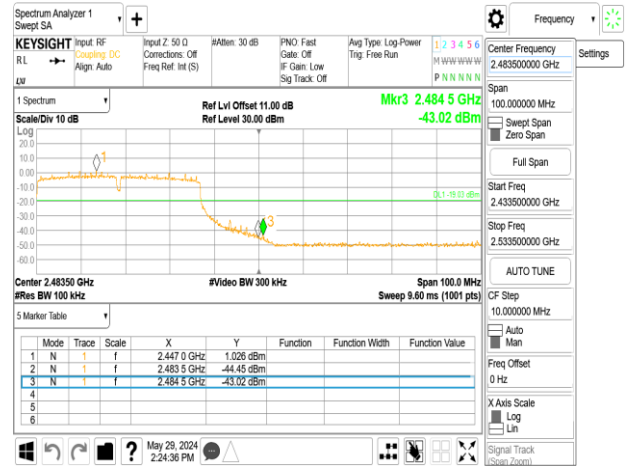 Spectrum Analyzer 1
Swept SA
Frequency
KEYSIGHT
RL
Input: RF
Coupling: DC
Align: Auto
Input Z: 50 Ω
Corrections: Off
Freq Ref: Int (S)
#Atten: 30 dB
PNO: Fast
Gate: Off
IF Gain: Low
Sig Track: Off
Avg Type: Log-Power
Trig: Free Run
1 2 3 4 5 6
M W W W W W
P N N N N N
1 Spectrum
Scale/Div 10 dB
Ref Lvl Offset 11.00 dB
Ref Level 30.00 dBm
Mkr3 2.484 5 GHz
-43.02 dBm
Log
20.0
10.0
0.00
-10.0
-20.0
-30.0
-40.0
-50.0
-60.0
1
3
DL1 -19.03 dBm
Center 2.48350 GHz
#Res BW 100 kHz
#Video BW 300 kHz
Span 100.0 MHz
Sweep 9.60 ms (1001 pts)
5 Marker Table
Mode Trace Scale X Y Function Function Width Function Value
1 N 1 f 2.447 0 GHz 1.026 dBm
2 N 1 f 2.483 5 GHz -44.45 dBm
3 N 1 f 2.484 5 GHz -43.02 dBm
4
5
6
May 29, 2024
2:24:36 PM
Center Frequency
2.483500000 GHz
Settings
Span
100.000000 MHz
Swept Span
Zero Span
Full Span
Start Freq
2.433500000 GHz
Stop Freq
2.533500000 GHz
AUTO TUNE
CF Step
10.000000 MHz
Auto
Man
Freq Offset
0 Hz
X Axis Scale
Log
Lin
Signal Track
(Span Zoom)